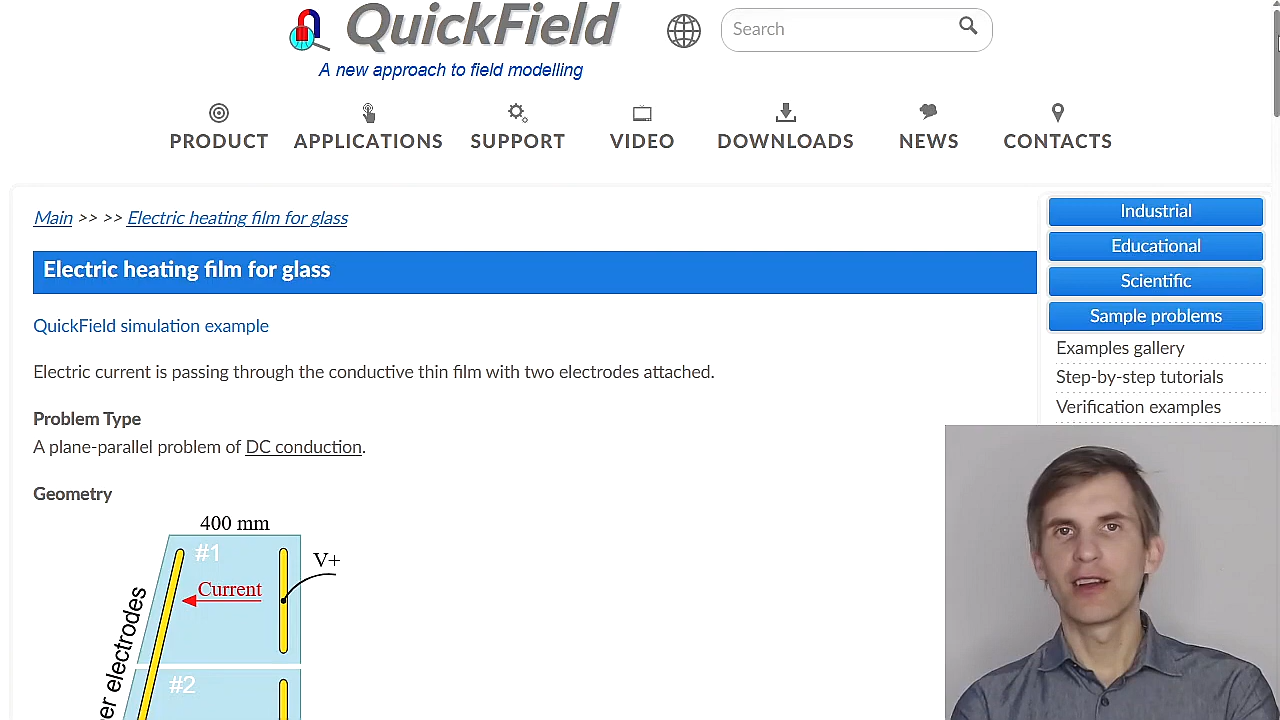 QuickField
Search
A new approach to field modelling
PRODUCT APPLICATIONS SUPPORT VIDEO DOWNLOADS NEWS CONTACTS
Main >> >> Electric heating film for glass
Electric heating film for glass
QuickField simulation example
Electric current is passing through the conductive thin film with two electrodes attached.
Problem Type
A plane-parallel problem of DC conduction.
Geometry
400 mm
#1
V+
Current
er electrodes
#2
Industrial
Educational
Scientific
Sample problems
Examples gallery
Step-by-step tutorials
Verification examples